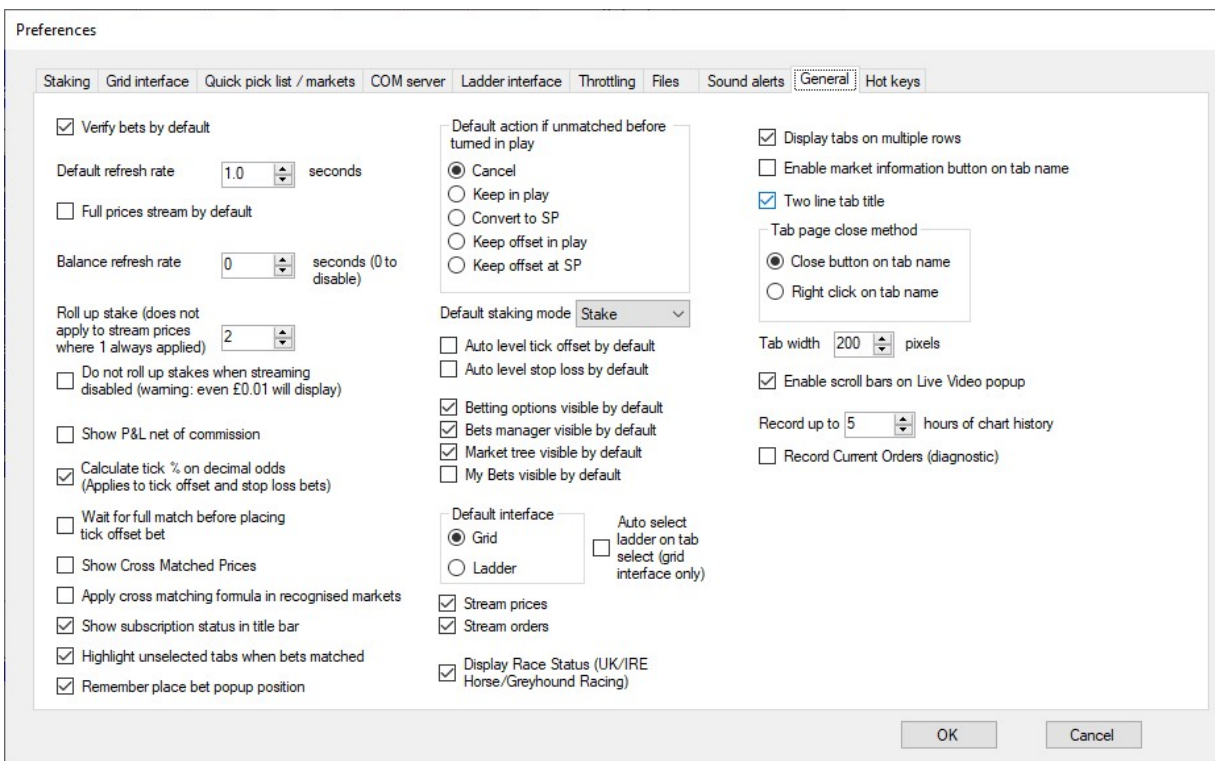 Preferences
Staking Grid interface Quick pick list / markets COM server Ladder interface Throttling Files Sound alerts General Hot keys
Verify bets by default
Default refresh rate 1.0 seconds
Full prices stream by default
Balance refresh rate 0 seconds (0 to
disable)
Roll up stake (does not
apply to stream prices
where 1 always applied) 2
Do not roll up stakes when streaming
disabled (warning: even £0.01 will display)
Show P&L net of commission
Calculate tick % on decimal odds
(Applies to tick offset and stop loss bets)
Wait for full match before placing
tick offset bet
Show Cross Matched Prices
Apply cross matching formula in recognised markets
Show subscription status in title bar
Highlight unselected tabs when bets matched
Remember place bet popup position
Default action if unmatched before
turned in play
Cancel
Keep in play
Convert to SP
Keep offset in play
Keep offset at SP
Default staking mode Stake
Auto level tick offset by default
Auto level stop loss by default
Betting options visible by default
Bets manager visible by default
Market tree visible by default
My Bets visible by default
Default interface
Grid
Ladder
Auto select
ladder on tab
select (grid
interface only)
Stream prices
Stream orders
Display Race Status (UK/IRE
Horse/Greyhound Racing)
Display tabs on multiple rows
Enable market information button on tab name
Two line tab title
Tab page close method
Close button on tab name
Right click on tab name
Tab width 200 pixels
Enable scroll bars on Live Video popup
Record up to 5 hours of chart history
Record Current Orders (diagnostic)
OK Cancel